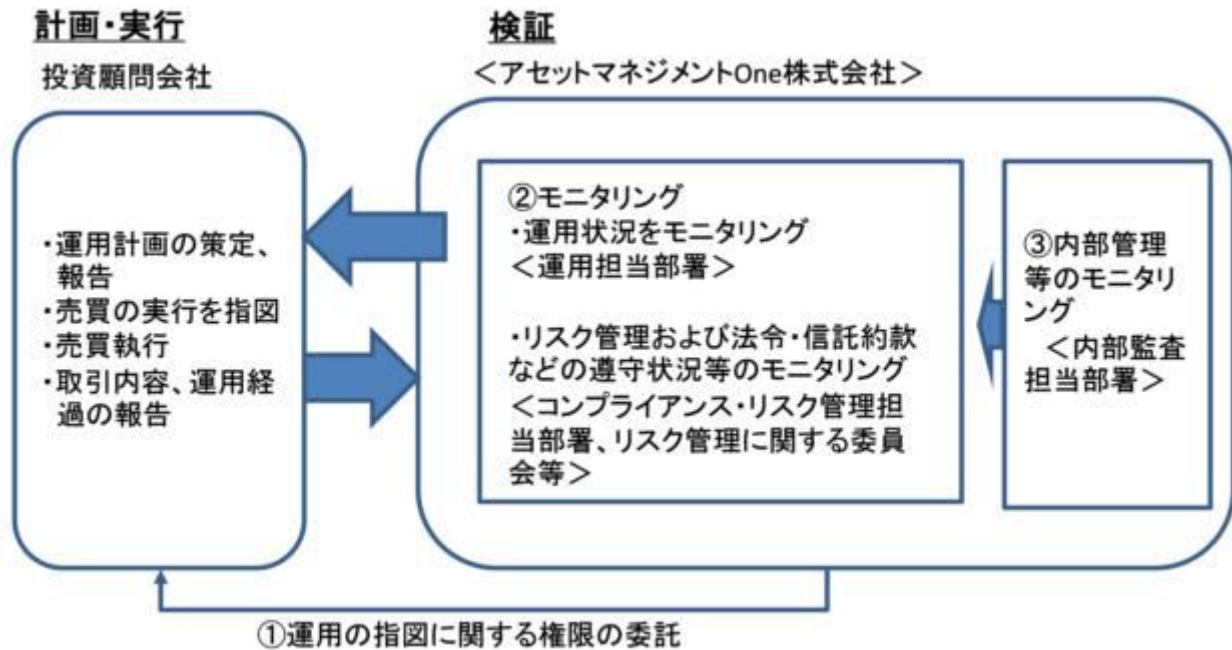 計画・実行
投資顧問会社
・運用計画の策定、
報告
・売買の実行を指図
・売買執行
・取引内容、運用経
過の報告
検証
＜アセットマネジメントOne株式会社＞
②モニタリング
・運用状況をモニタリング
＜運用担当部署＞
・リスク管理および法令・信託約款
などの遵守状況等のモニタリング
＜コンプライアンス・リスク管理担
当部署、リスク管理に関する委員
会等＞
③内部管理
等のモニタリ
ング
＜内部監査
担当部署＞
①運用の指図に関する権限の委託